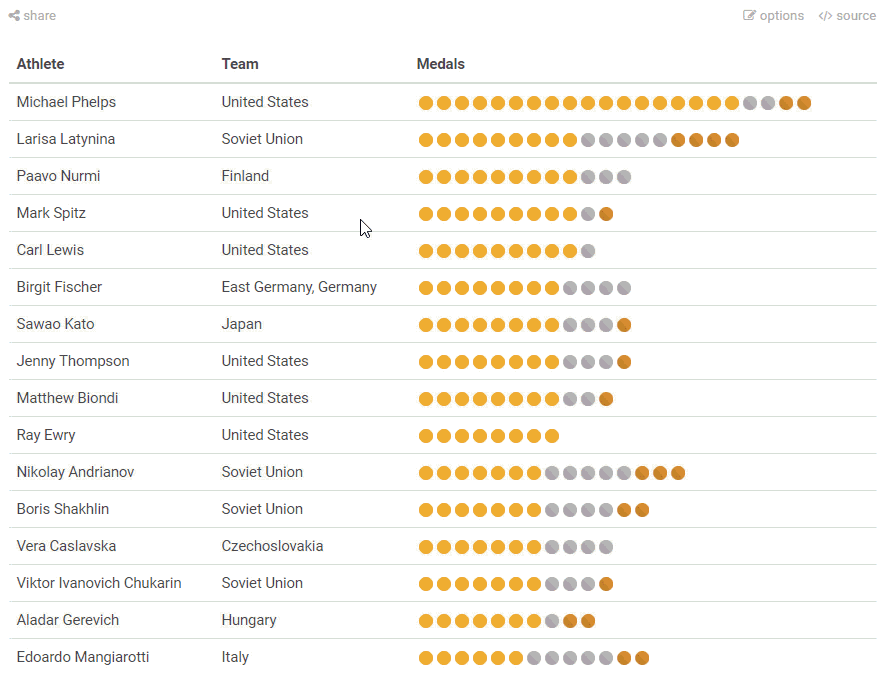 share options </> source
Athlete Team Medals
Michael Phelps United States
Larisa Latynina Soviet Union
Paavo Nurmi Finland
Mark Spitz United States
Carl Lewis United States
Birgit Fischer East Germany, Germany
Sawao Kato Japan
Jenny Thompson United States
Matthew Biondi United States
Ray Ewry United States
Nikolay Andrianov Soviet Union
Boris Shakhlin Soviet Union
Vera Caslavska Czechoslovakia
Viktor Ivanovich Chukarin Soviet Union
Aladar Gerevich Hungary
Edoardo Mangiarotti Italy